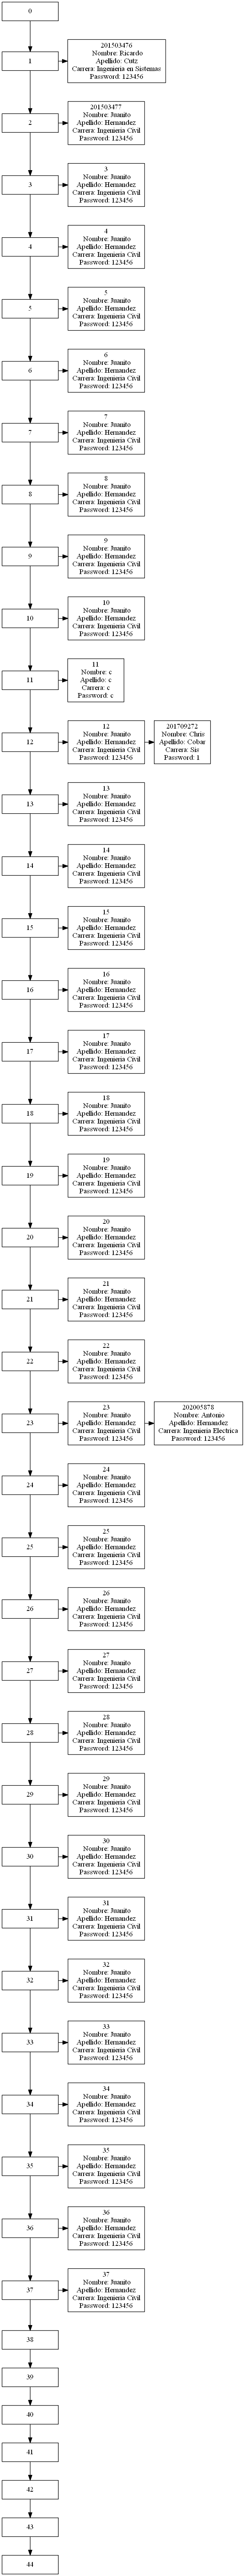 0
1
201503476
Nombre: Ricardo
Apellido: Cutz
Carrera: Ingenieria en Sistemas
Password: 123456
2
201503477
Nombre: Juanito
Apellido: Hernandez
Carrera: Ingenieria Civil
Password: 123456
3
3
Nombre: Juanito
Apellido: Hernandez
Carrera: Ingenieria Civil
Password: 123456
4
4
Nombre: Juanito
Apellido: Hernandez
Carrera: Ingenieria Civil
Password: 123456
5
5
Nombre: Juanito
Apellido: Hernandez
Carrera: Ingenieria Civil
Password: 123456
6
6
Nombre: Juanito
Apellido: Hernandez
Carrera: Ingenieria Civil
Password: 123456
7
7
Nombre: Juanito
Apellido: Hernandez
Carrera: Ingenieria Civil
Password: 123456
8
8
Nombre: Juanito
Apellido: Hernandez
Carrera: Ingenieria Civil
Password: 123456
9
9
Nombre: Juanito
Apellido: Hernandez
Carrera: Ingenieria Civil
Password: 123456
10
10
Nombre: Juanito
Apellido: Hernandez
Carrera: Ingenieria Civil
Password: 123456
11
11
Nombre: c
Apellido: c
Carrera: c
Password: c
12
12
Nombre: Juanito
Apellido: Hernandez
Carrera: Ingenieria Civil
Password: 123456
201709272
Nombre: Chris
Apellido: Cobar
Carrera: Sis
Password: 1
13
13
Nombre: Juanito
Apellido: Hernandez
Carrera: Ingenieria Civil
Password: 123456
14
14
Nombre: Juanito
Apellido: Hernandez
Carrera: Ingenieria Civil
Password: 123456
15
15
Nombre: Juanito
Apellido: Hernandez
Carrera: Ingenieria Civil
Password: 123456
16
16
Nombre: Juanito
Apellido: Hernandez
Carrera: Ingenieria Civil
Password: 123456
17
17
Nombre: Juanito
Apellido: Hernandez
Carrera: Ingenieria Civil
Password: 123456
18
18
Nombre: Juanito
Apellido: Hernandez
Carrera: Ingenieria Civil
Password: 123456
19
19
Nombre: Juanito
Apellido: Hernandez
Carrera: Ingenieria Civil
Password: 123456
20
20
Nombre: Juanito
Apellido: Hernandez
Carrera: Ingenieria Civil
Password: 123456
21
21
Nombre: Juanito
Apellido: Hernandez
Carrera: Ingenieria Civil
Password: 123456
22
22
Nombre: Juanito
Apellido: Hernandez
Carrera: Ingenieria Civil
Password: 123456
23
23
Nombre: Juanito
Apellido: Hernandez
Carrera: Ingenieria Civil
Password: 123456
202005878
Nombre: Antonio
Apellido: Hernandez
Carrera: Ingenieria Electrica
Password: 123456
24
24
Nombre: Juanito
Apellido: Hernandez
Carrera: Ingenieria Civil
Password: 123456
25
25
Nombre: Juanito
Apellido: Hernandez
Carrera: Ingenieria Civil
Password: 123456
26
26
Nombre: Juanito
Apellido: Hernandez
Carrera: Ingenieria Civil
Password: 123456
27
27
Nombre: Juanito
Apellido: Hernandez
Carrera: Ingenieria Civil
Password: 123456
28
28
Nombre: Juanito
Apellido: Hernandez
Carrera: Ingenieria Civil
Password: 123456
29
29
Nombre: Juanito
Apellido: Hernandez
Carrera: Ingenieria Civil
Password: 123456
30
30
Nombre: Juanito
Apellido: Hernandez
Carrera: Ingenieria Civil
Password: 123456
31
31
Nombre: Juanito
Apellido: Hernandez
Carrera: Ingenieria Civil
Password: 123456
32
32
Nombre: Juanito
Apellido: Hernandez
Carrera: Ingenieria Civil
Password: 123456
33
33
Nombre: Juanito
Apellido: Hernandez
Carrera: Ingenieria Civil
Password: 123456
34
34
Nombre: Juanito
Apellido: Hernandez
Carrera: Ingenieria Civil
Password: 123456
35
35
Nombre: Juanito
Apellido: Hernandez
Carrera: Ingenieria Civil
Password: 123456
36
36
Nombre: Juanito
Apellido: Hernandez
Carrera: Ingenieria Civil
Password: 123456
37
37
Nombre: Juanito
Apellido: Hernandez
Carrera: Ingenieria Civil
Password: 123456
38
39
40
41
42
43
44